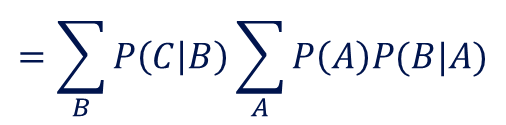 = ∑_B P(C|B) ∑_A P(A)P(B|A)